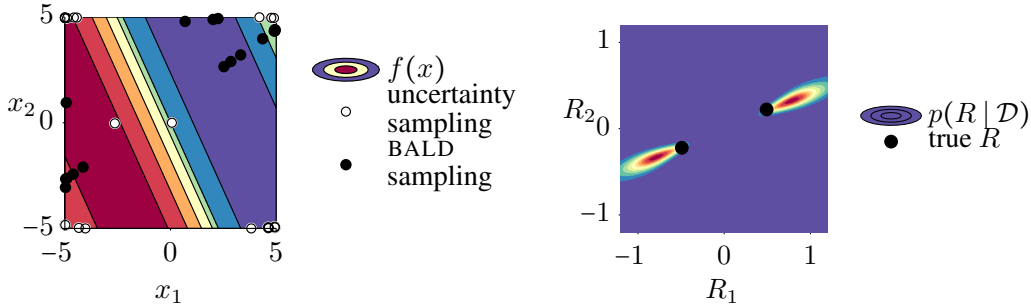 5
x₂
0
−5
−5
0
5
x₁
f(x)
uncertainty
sampling
BALD
sampling
1
R₂
0
−1
−1
0
1
R₁
p(R | 𝒟)
true R